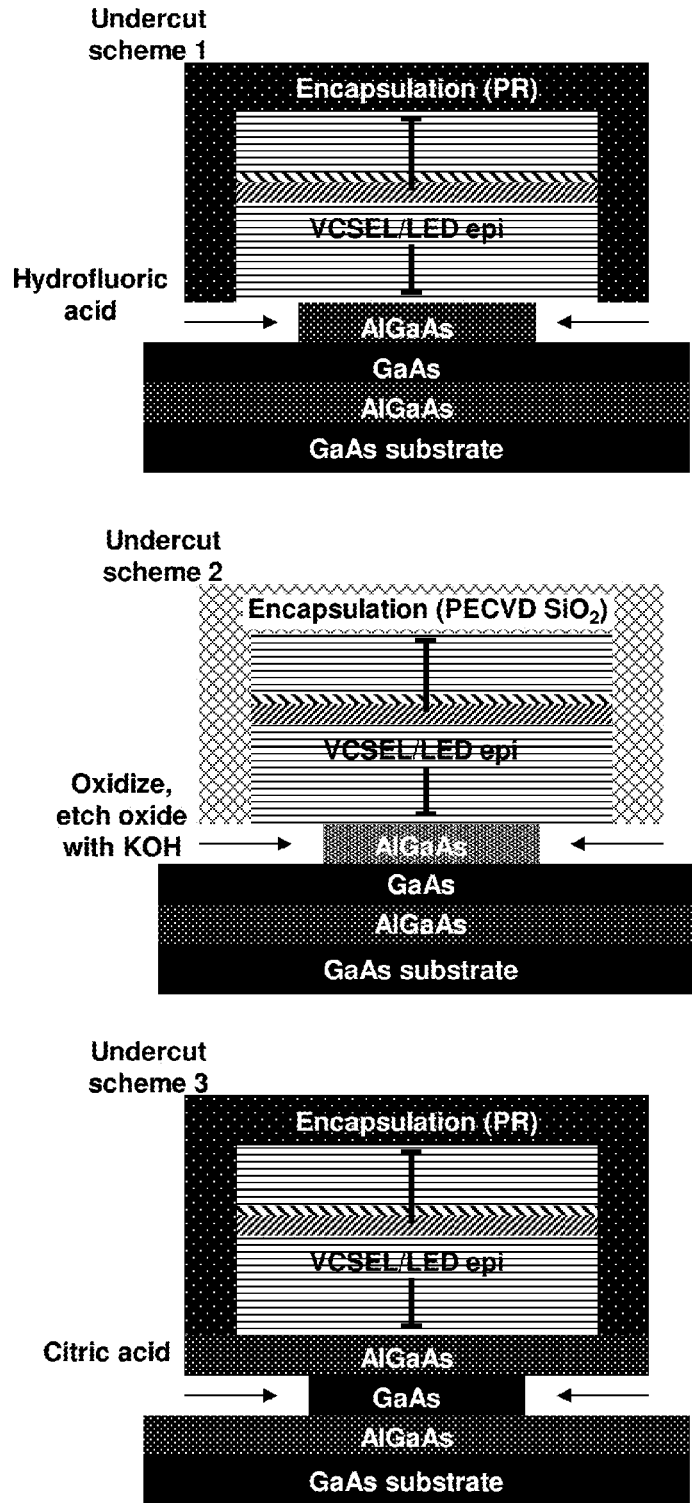 Undercut
scheme 1
Encapsulation (PR)
VCSEL/LED epi
Hydrofluoric
acid
AlGaAs
GaAs
AlGaAs
GaAs substrate
Undercut
scheme 2
Encapsulation (PECVD SiO₂)
VCSEL/LED epi
Oxidize,
etch oxide
with KOH
AlGaAs
GaAs
AlGaAs
GaAs substrate
Undercut
scheme 3
Encapsulation (PR)
VCSEL/LED epi
Citric acid
AlGaAs
GaAs
AlGaAs
GaAs substrate